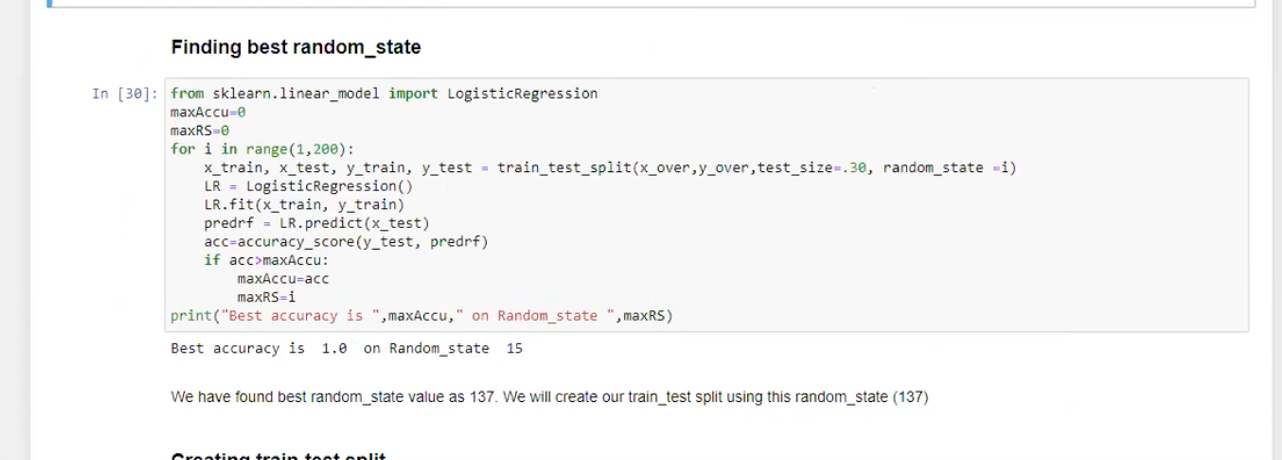 Finding best random_state
In [30]: from sklearn.linear_model import LogisticRegression
maxAccu=0
maxRS=0
for i in range(1,200):
    x_train, x_test, y_train, y_test = train_test_split(x_over,y_over,test_size=.30, random_state =i)
    LR = LogisticRegression()
    LR.fit(x_train, y_train)
    predrf = LR.predict(x_test)
    acc=accuracy_score(y_test, predrf)
    if acc>maxAccu:
        maxAccu=acc
        maxRS=i
print("Best accuracy is ",maxAccu," on Random_state ",maxRS)
Best accuracy is  1.0  on Random_state  15
We have found best random_state value as 137. We will create our train_test split using this random_state (137)
Creating train test split